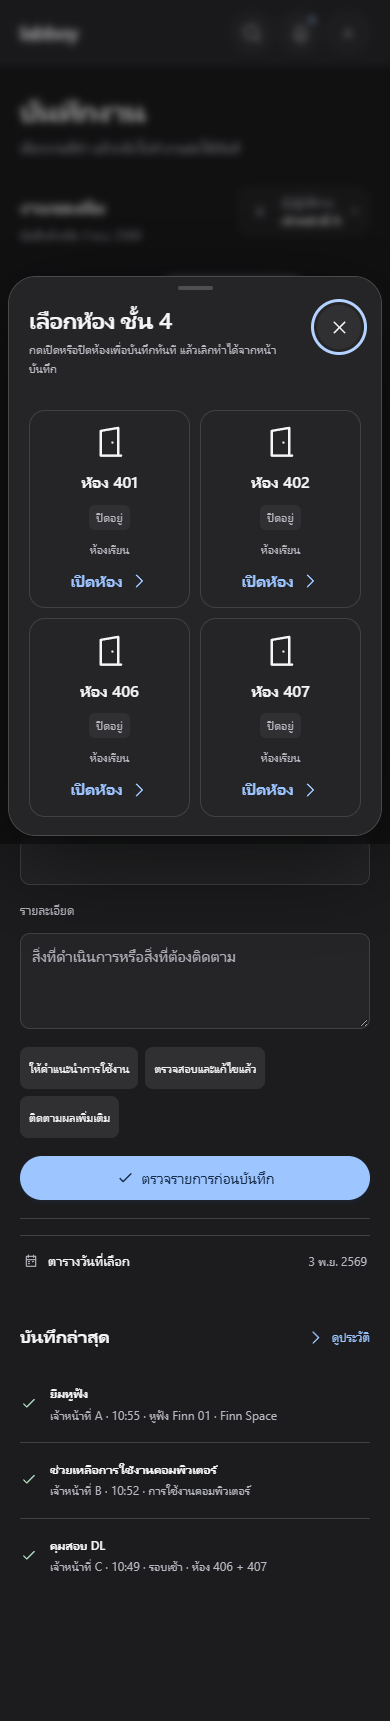 labboy
บันทึกงาน
เลือกห้อง ชั้น 4
กดเปิดหรือปิดห้องเพื่อบันทึกทันที แล้วเลิกทำได้จากหน้า
บันทึก
ห้อง 401
ปิดอยู่
ห้องเรียน
เปิดห้อง
ห้อง 402
ปิดอยู่
ห้องเรียน
เปิดห้อง
ห้อง 406
ปิดอยู่
ห้องเรียน
เปิดห้อง
ห้อง 407
ปิดอยู่
ห้องเรียน
เปิดห้อง
รายละเอียด
สิ่งที่ดำเนินการหรือสิ่งที่ต้องติดตาม
ให้คำแนะนำการใช้งาน
ตรวจสอบและแก้ไขแล้ว
ติดตามผลเพิ่มเติม
ตรวจรายการก่อนบันทึก
ตารางวันที่เลือก
3 พ.ย. 2569
บันทึกล่าสุด
ดูประวัติ
ยืมหูฟัง
เจ้าหน้าที่ A · 10:55 · หูฟัง Finn 01 · Finn Space
ช่วยเหลือการใช้งานคอมพิวเตอร์
เจ้าหน้าที่ B · 10:52 · การใช้งานคอมพิวเตอร์
คุมสอบ DL
เจ้าหน้าที่ C · 10:49 · รอบเช้า · ห้อง 406 + 407